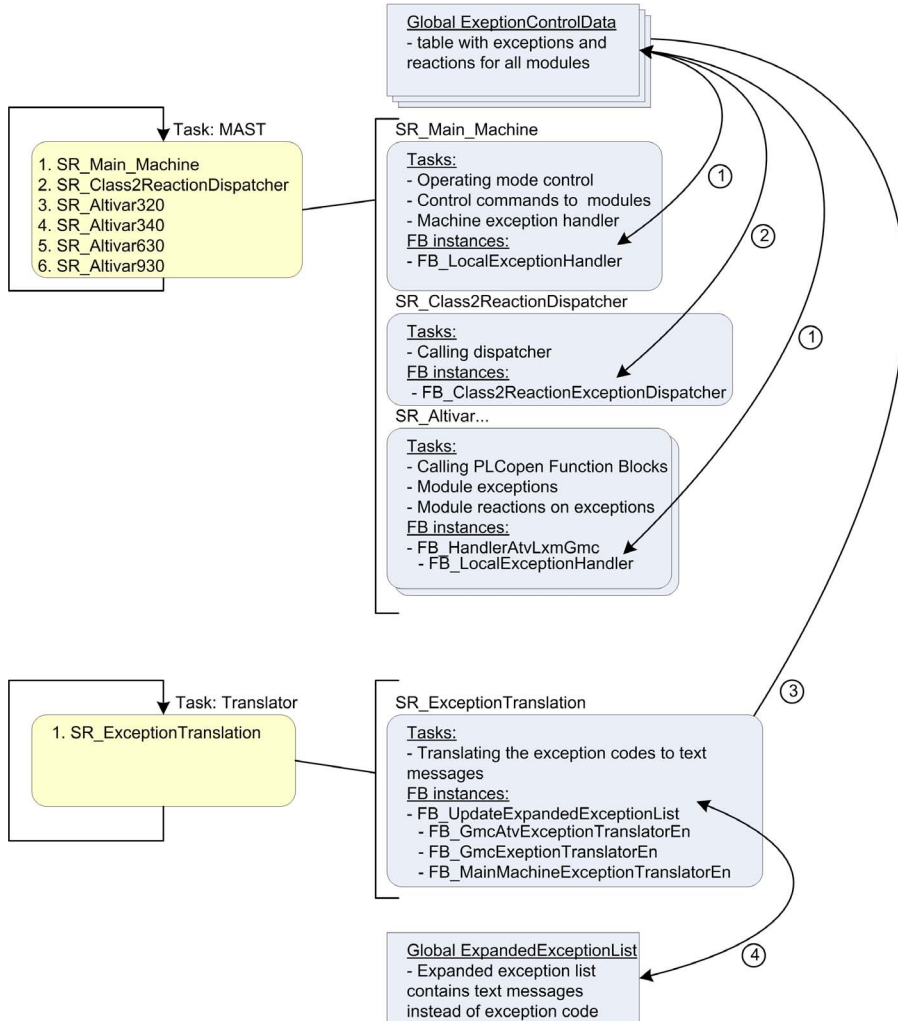 Global ExeptionControlData
- table with exceptions and
reactions for all modules
Task: MAST
1. SR_Main_Machine
2. SR_Class2ReactionDispatcher
3. SR_Altivar320
4. SR_Altivar340
5. SR_Altivar630
6. SR_Altivar930
SR_Main_Machine
Tasks:
- Operating mode control
- Control commands to modules
- Machine exception handler
FB instances:
- FB_LocalExceptionHandler
1
2
SR_Class2ReactionDispatcher
Tasks:
- Calling dispatcher
FB instances:
- FB_Class2ReactionExceptionDispatcher
1
SR_Altivar...
Tasks:
- Calling PLCopen Function Blocks
- Module exceptions
- Module reactions on exceptions
FB instances:
- FB_HandlerAtvLxmGmc
- FB_LocalExceptionHandler
Task: Translator
1. SR_ExceptionTranslation
SR_ExceptionTranslation
3
Tasks:
- Translating the exception codes to text
messages
FB instances:
- FB_UpdateExpandedExceptionList
- FB_GmcAtvExceptionTranslatorEn
- FB_GmcExeptionTranslatorEn
- FB_MainMachineExceptionTranslatorEn
4
Global ExpandedExceptionList
- Expanded exception list
contains text messages
instead of exception code